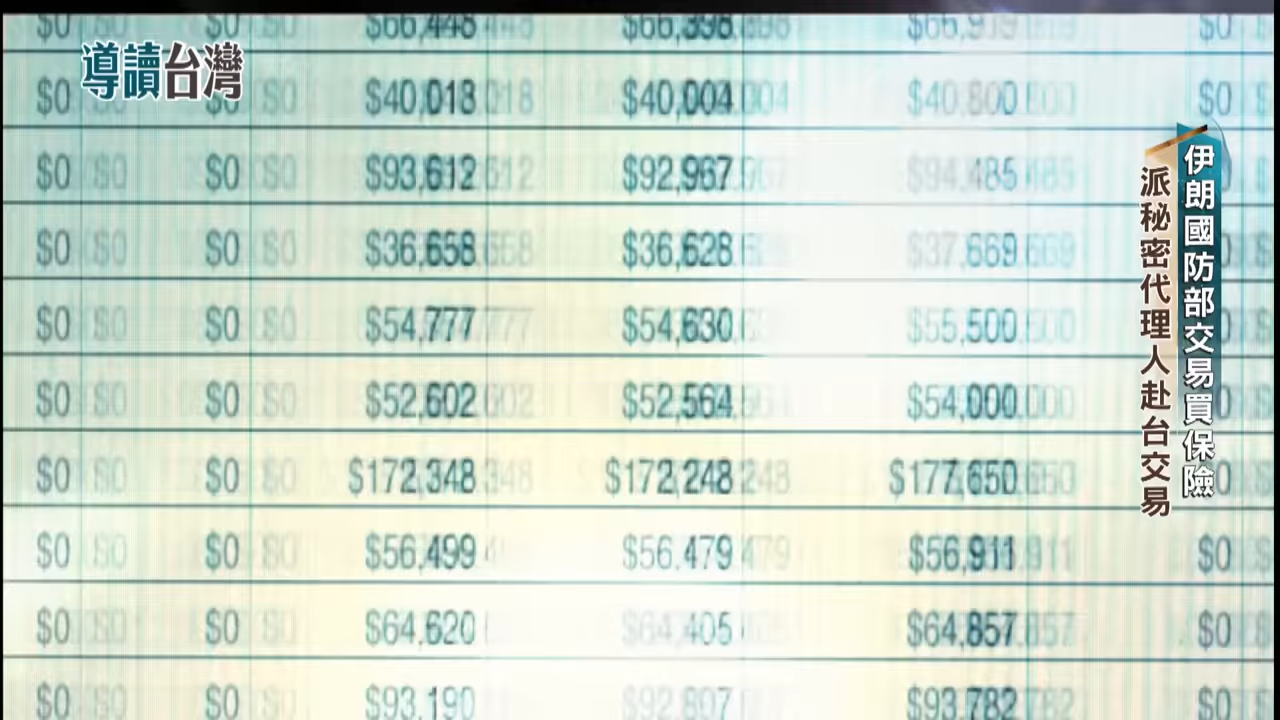 導讀台灣
伊朗國防部交易買保險
派秘密代理人赴台交易
$0 $0 $66,448 $66,398 $0
$0 $0 $40,018 $40,004 $40,800 $0
$0 $0 $93,612 $92,967 $94,485
$0 $0 $36,658 $36,628 $37,669
$0 $0 $54,777 $54,630 $55,500
$0 $0 $52,602 $52,564 $54,000
$0 $0 $172,348 $172,248 $177,650
$0 $0 $56,499 $56,479 $56,911 $0
$0 $0 $64,620 $64,405 $64,857 $0
$0 $0 $93,190 $92,807 $93,782 $0